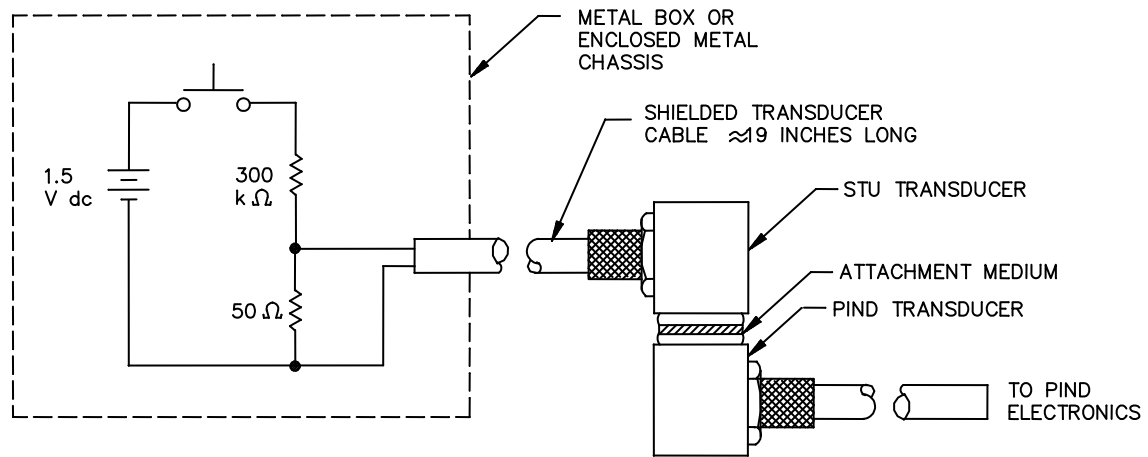 METAL BOX OR
ENCLOSED METAL
CHASSIS
SHIELDED TRANSDUCER
CABLE ≈19 INCHES LONG
1.5
V dc
300
k Ω
STU TRANSDUCER
ATTACHMENT MEDIUM
50 Ω
PIND TRANSDUCER
TO PIND
ELECTRONICS